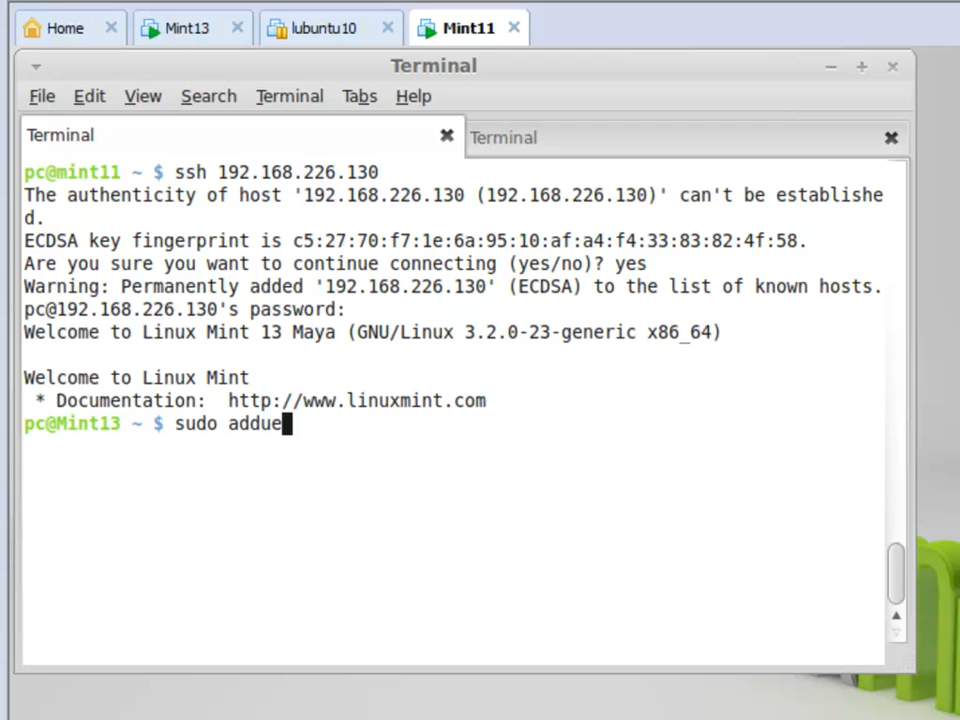 Home Mint13 lubuntu10 Mint11
Terminal
File Edit View Search Terminal Tabs Help
Terminal Terminal
pc@mint11 ~ $ ssh 192.168.226.130
The authenticity of host '192.168.226.130 (192.168.226.130)' can't be establishe
d.
ECDSA key fingerprint is c5:27:70:f7:1e:6a:95:10:af:a4:f4:33:83:82:4f:58.
Are you sure you want to continue connecting (yes/no)? yes
Warning: Permanently added '192.168.226.130' (ECDSA) to the list of known hosts.
pc@192.168.226.130's password:
Welcome to Linux Mint 13 Maya (GNU/Linux 3.2.0-23-generic x86_64)
Welcome to Linux Mint
* Documentation:  http://www.linuxmint.com
pc@Mint13 ~ $ sudo addue